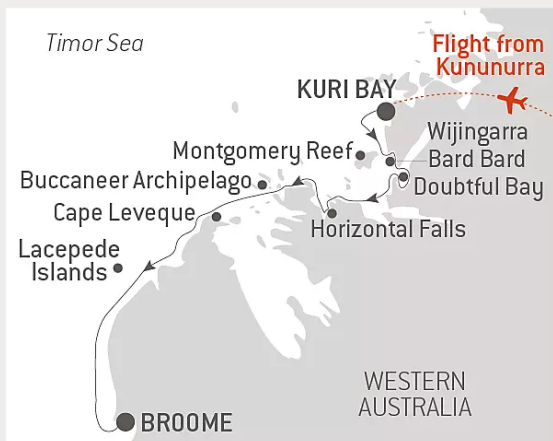 Timor Sea
Flight from
Kununurra
KURI BAY
Wijingarra
Bard Bard
Montgomery Reef
Doubtful Bay
Buccaneer Archipelago
Cape Leveque
Horizontal Falls
Lacepede
Islands
WESTERN
AUSTRALIA
BROOME